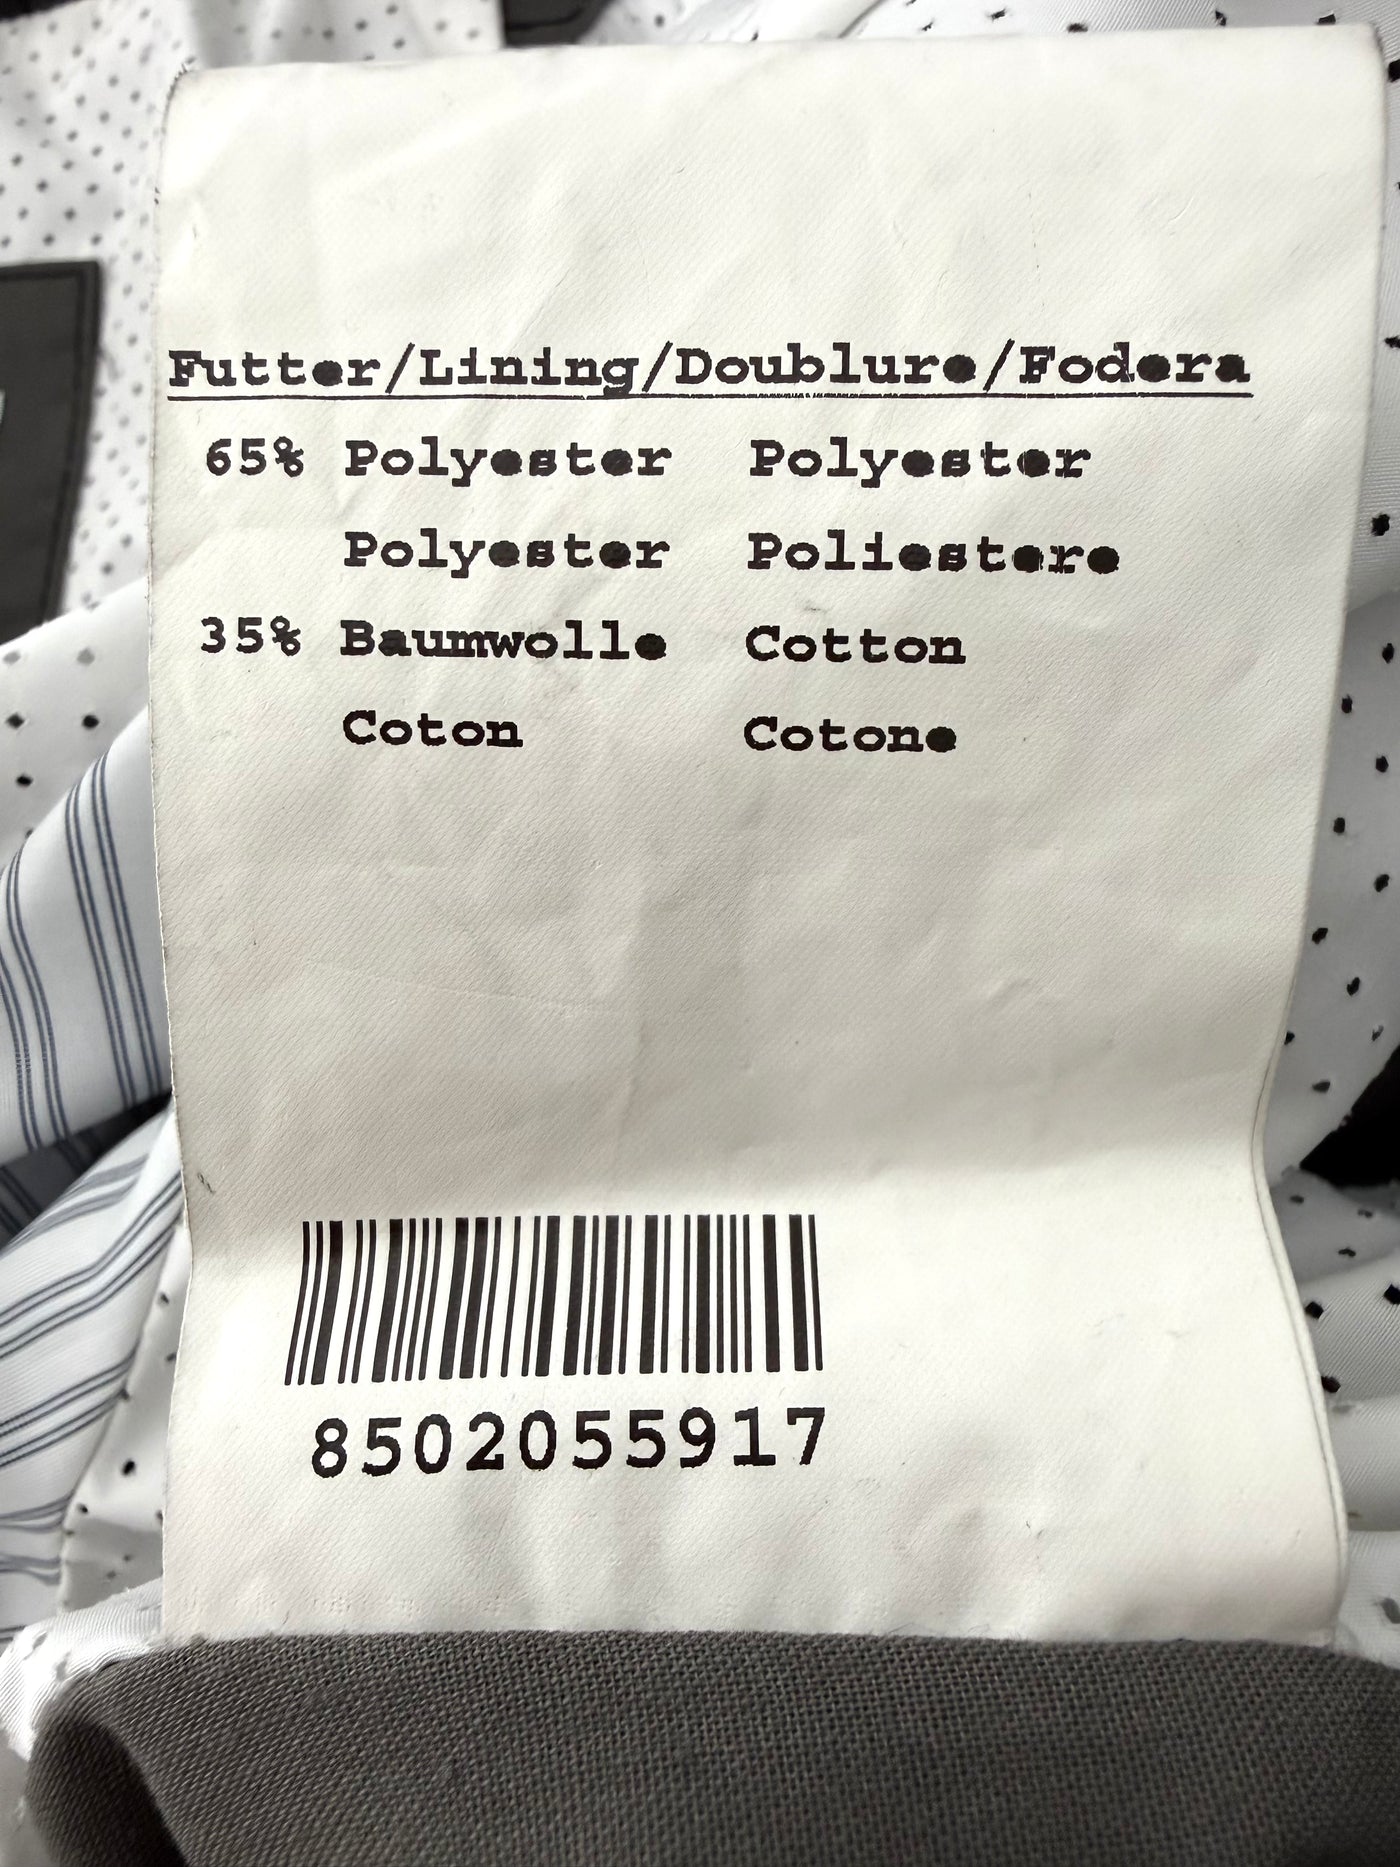 Futter/Lining/Doublure/Fodera
65% Polyester Polyester
Polyester Poliestere
35% Baumwolle Cotton
Coton Cotone
8502055917